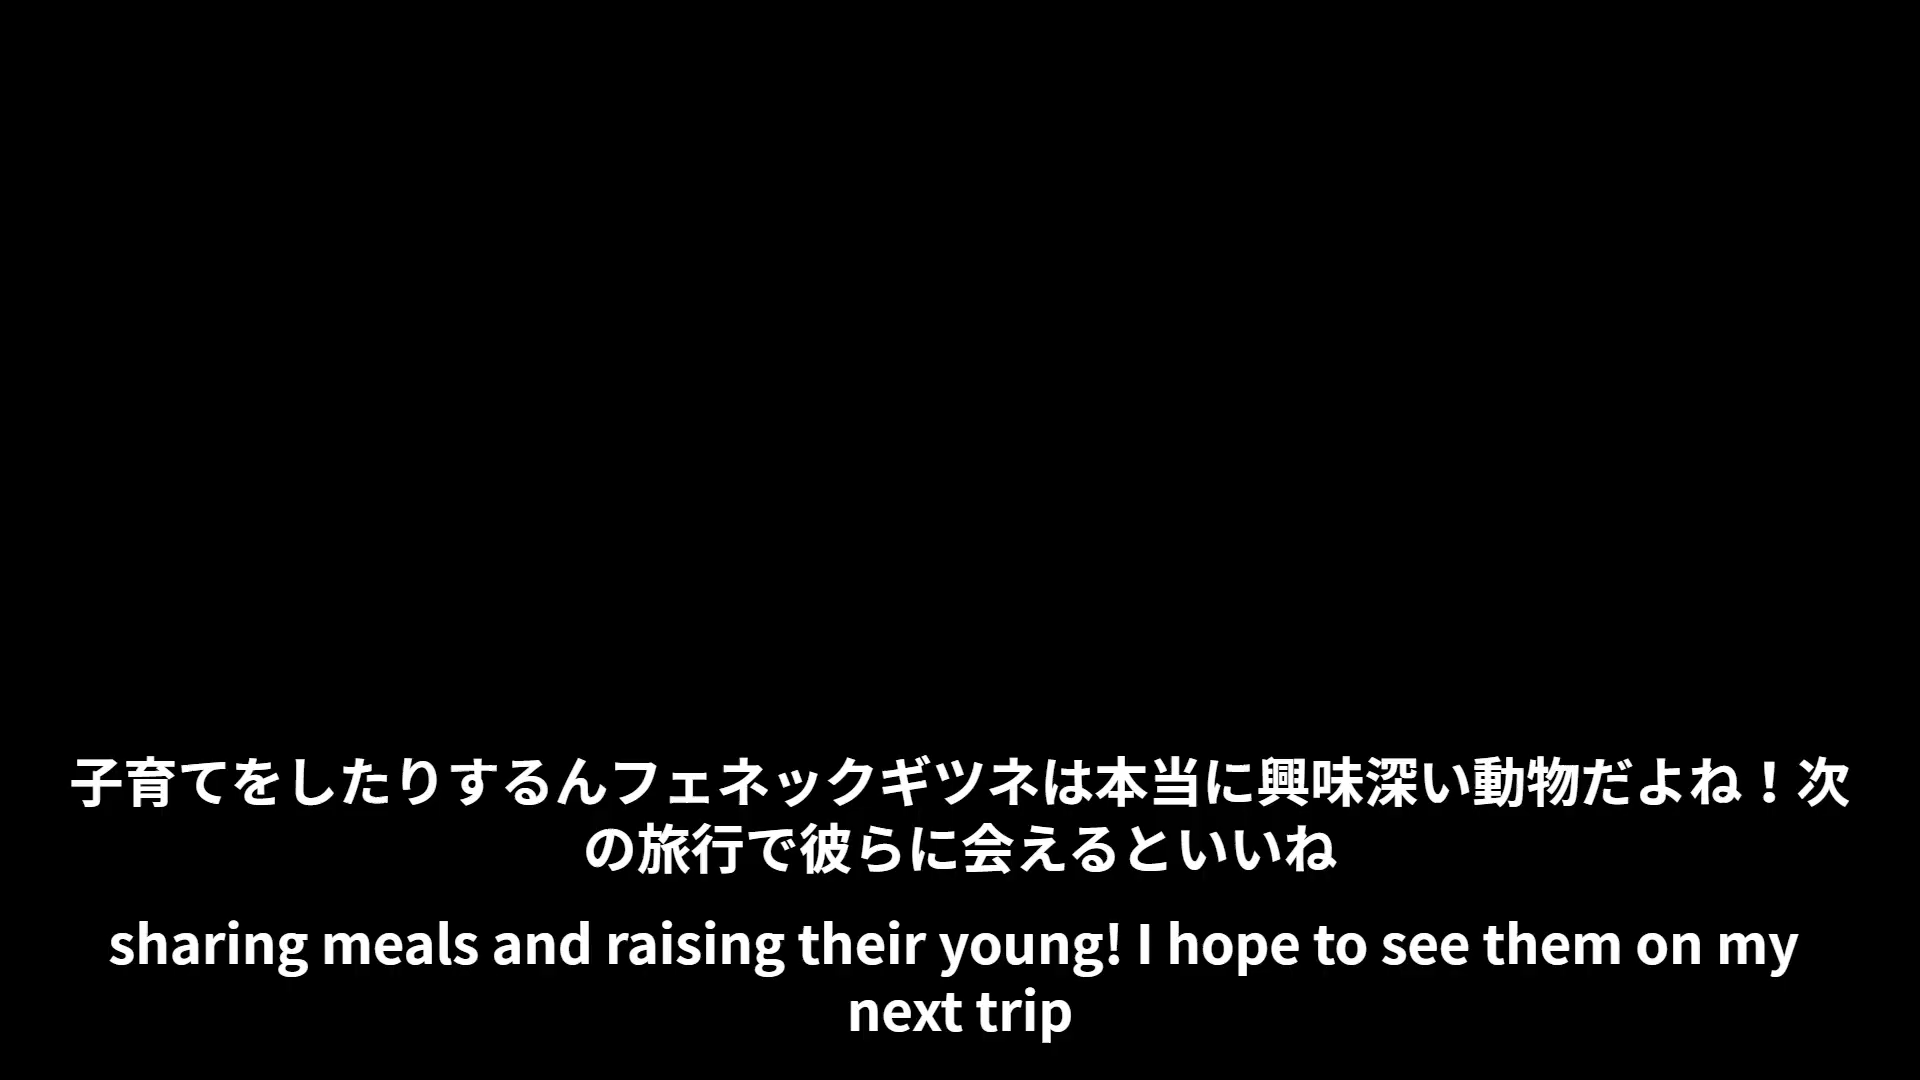 子育てをしたりするんフェネックギツネは本当に興味深い動物だよね！次
の旅行で彼らに会えるといいね
sharing meals and raising their young! I hope to see them on my
next trip